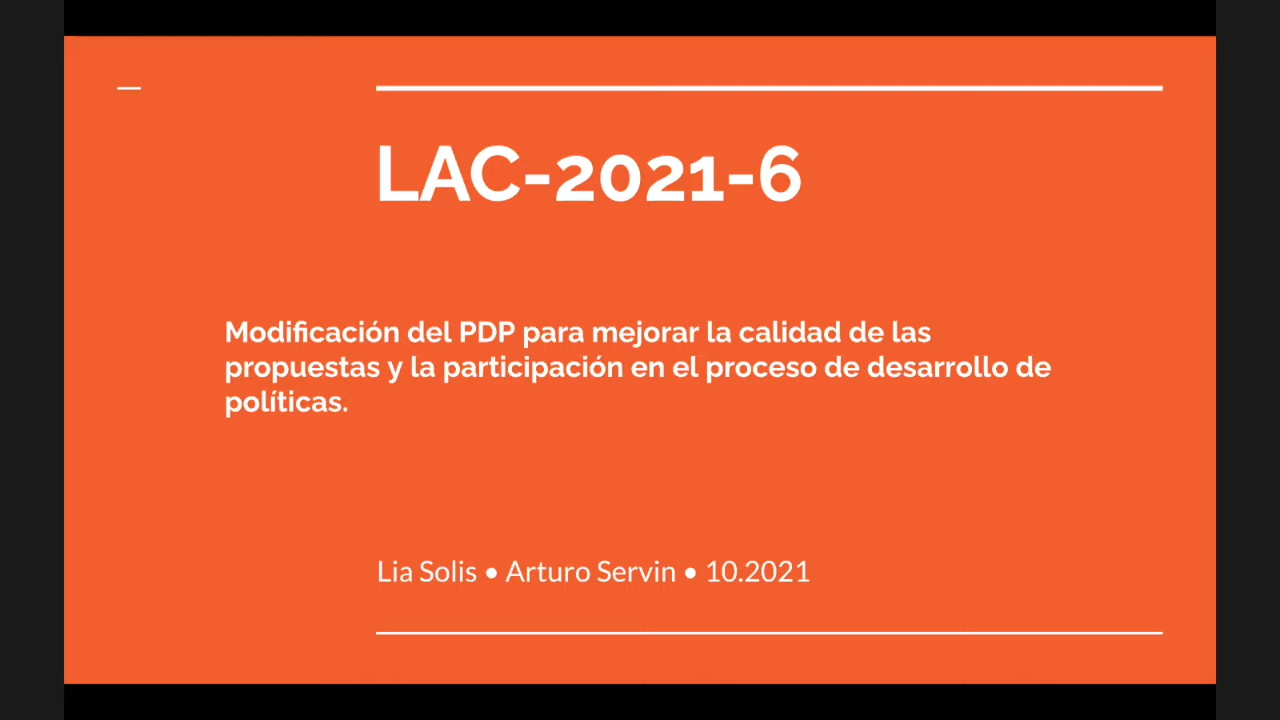 LAC-2021-6
Modificación del PDP para mejorar la calidad de las
propuestas y la participación en el proceso de desarrollo de
políticas.
Lia Solis • Arturo Servin • 10.2021